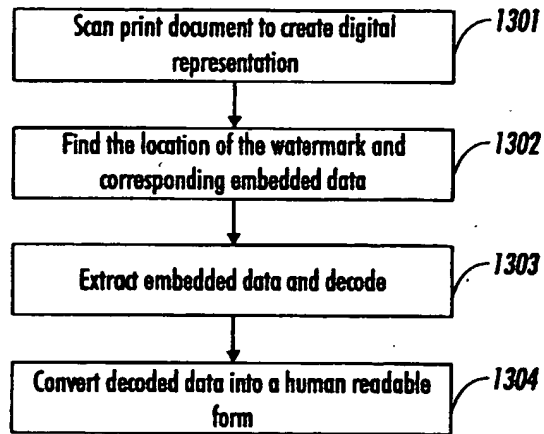 Scan print document to create digital
representation
1301
Find the location of the watermark and
corresponding embedded data
1302
Extract embedded data and decode
1303
Convert decoded data into a human readable
form
1304